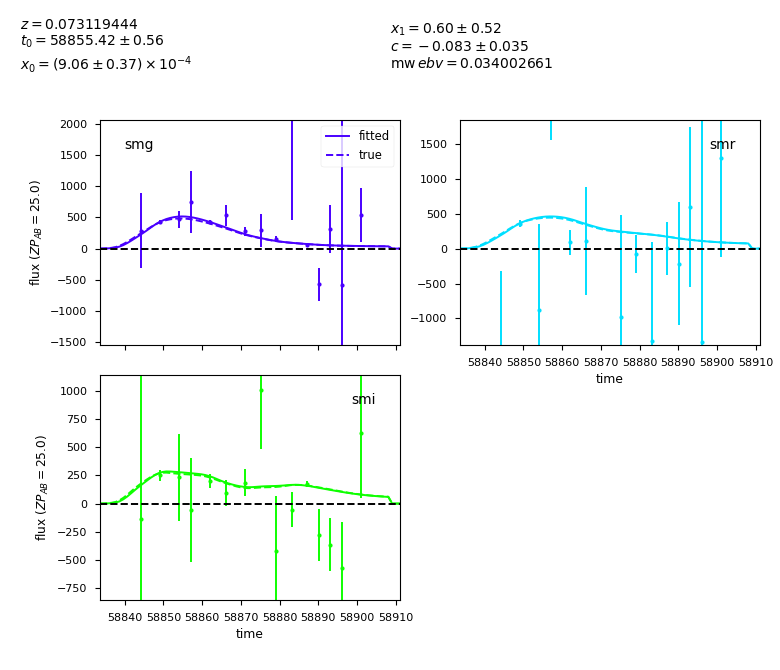 z = 0.073119444
t₀ = 58855.42 ± 0.56
x₀ = (9.06 ± 0.37) × 10⁻⁴
x₁ = 0.60 ± 0.52
c = −0.083 ± 0.035
mw ebv = 0.034002661
smg
fitted
true
2000
1500
1000
500
0
−500
−1000
−1500
flux (ZP_AB = 25.0)
smr
1500
1000
500
0
−500
−1000
58840 58850 58860 58870 58880 58890 58900 58910
time
smi
1000
750
500
250
0
−250
−500
−750
flux (ZP_AB = 25.0)
58840 58850 58860 58870 58880 58890 58900 58910
time